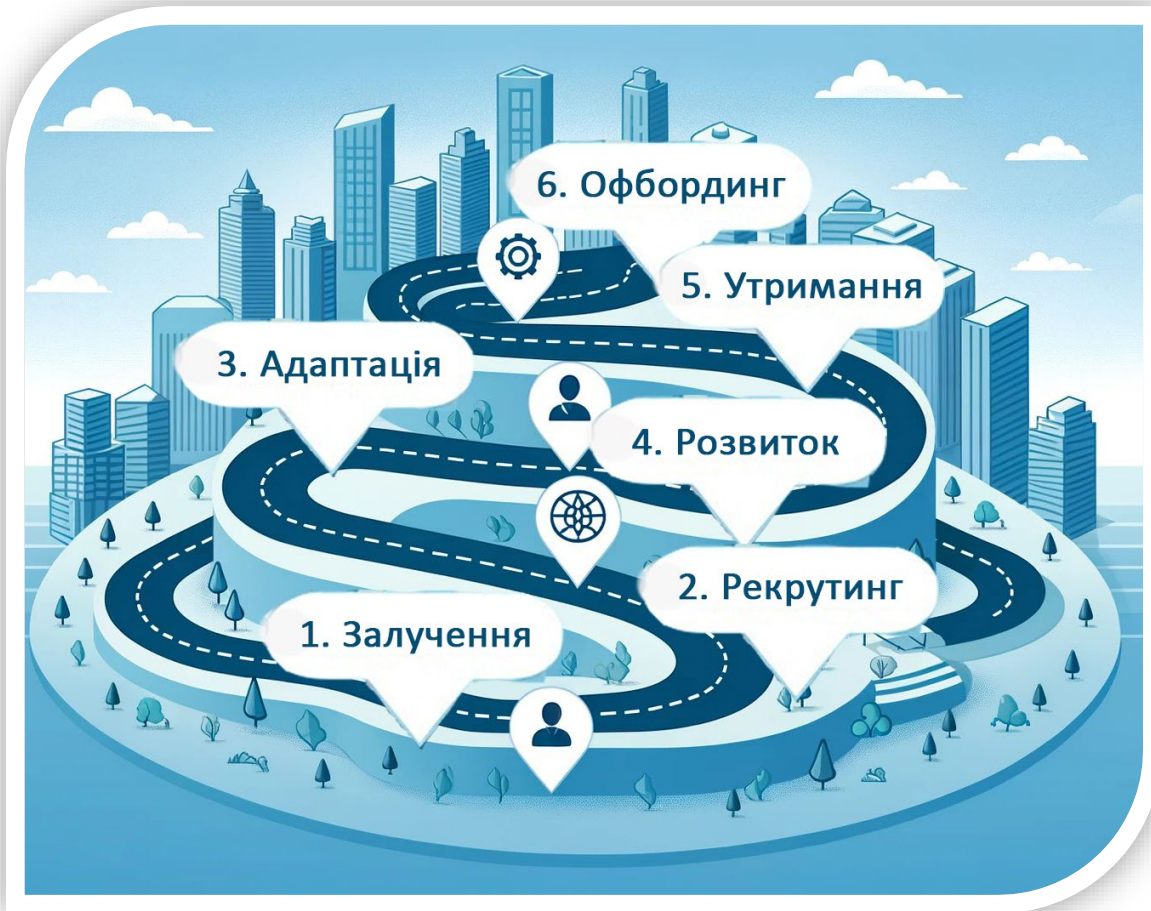 6. Офбординг
5. Утримання
3. Адаптація
4. Розвиток
2. Рекрутинг
1. Залучення